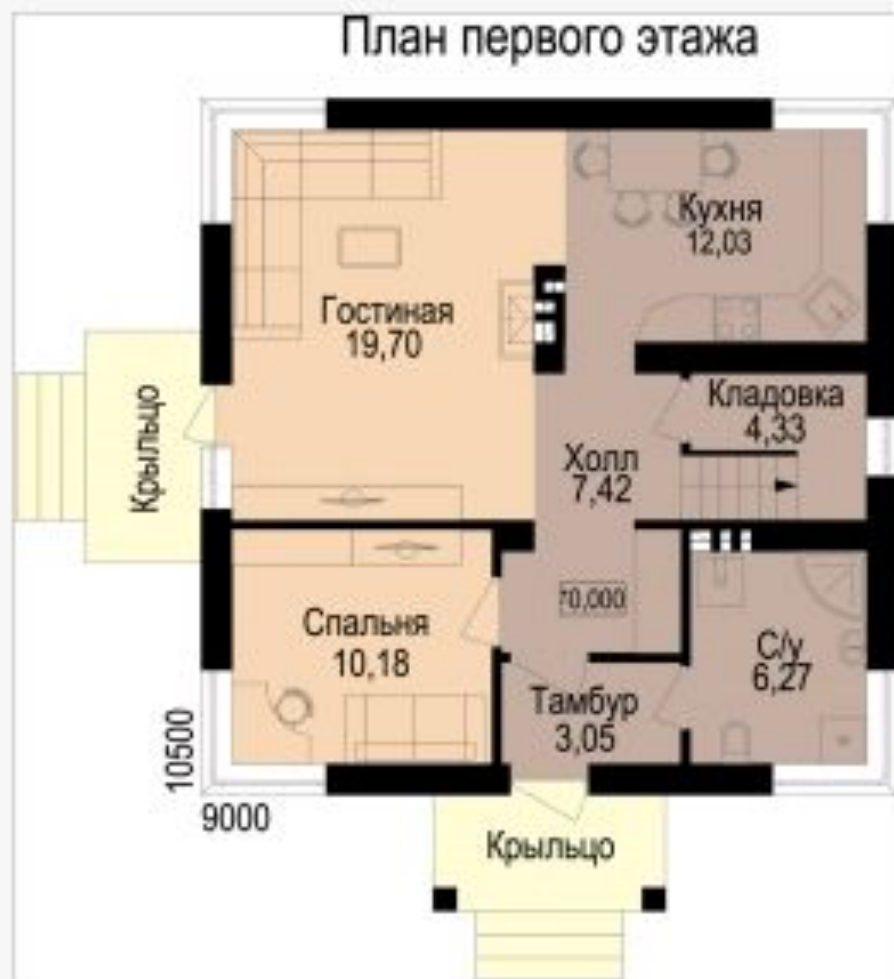 План первого этажа
Кухня
12,03
Гостиная
19,70
Кладовка
4,33
Крыльцо
Холл
7,42
0,000
Спальня
10,18
С/у
6,27
Тамбур
3,05
10500
9000
Крыльцо